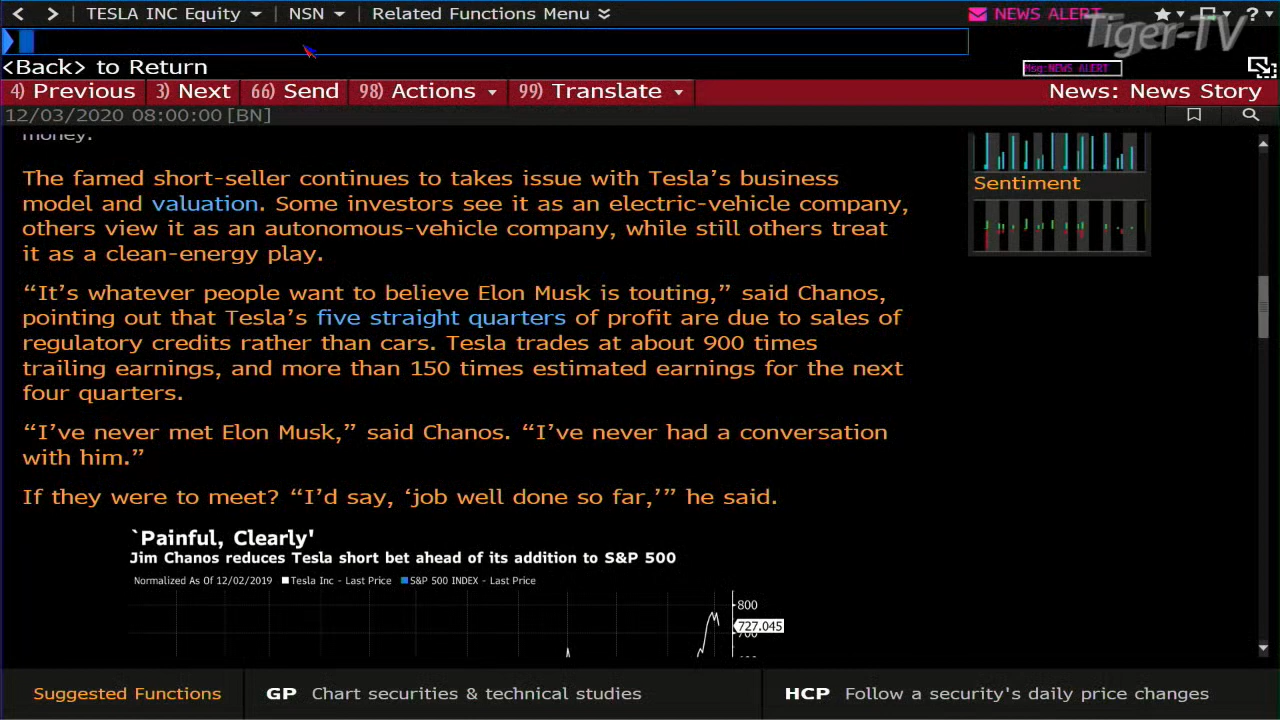 TESLA INC Equity NSN Related Functions Menu NEWS ALERT ?
Tiger-TV
<Back> to Return
Msg:NEWS ALERT
4) Previous 3) Next 66) Send 98) Actions 99) Translate News: News Story
12/03/2020 08:00:00 [BN]
money.
The famed short-seller continues to takes issue with Tesla’s business
model and valuation. Some investors see it as an electric-vehicle company,
others view it as an autonomous-vehicle company, while still others treat
it as a clean-energy play.
“It’s whatever people want to believe Elon Musk is touting,” said Chanos,
pointing out that Tesla’s five straight quarters of profit are due to sales of
regulatory credits rather than cars. Tesla trades at about 900 times
trailing earnings, and more than 150 times estimated earnings for the next
four quarters.
“I’ve never met Elon Musk,” said Chanos. “I’ve never had a conversation
with him.”
If they were to meet? “I’d say, ‘job well done so far,’” he said.
Sentiment
`Painful, Clearly'
Jim Chanos reduces Tesla short bet ahead of its addition to S&P 500
Normalized As Of 12/02/2019 Tesla Inc - Last Price S&P 500 INDEX - Last Price
800
727.045
Suggested Functions GP Chart securities & technical studies HCP Follow a security's daily price changes